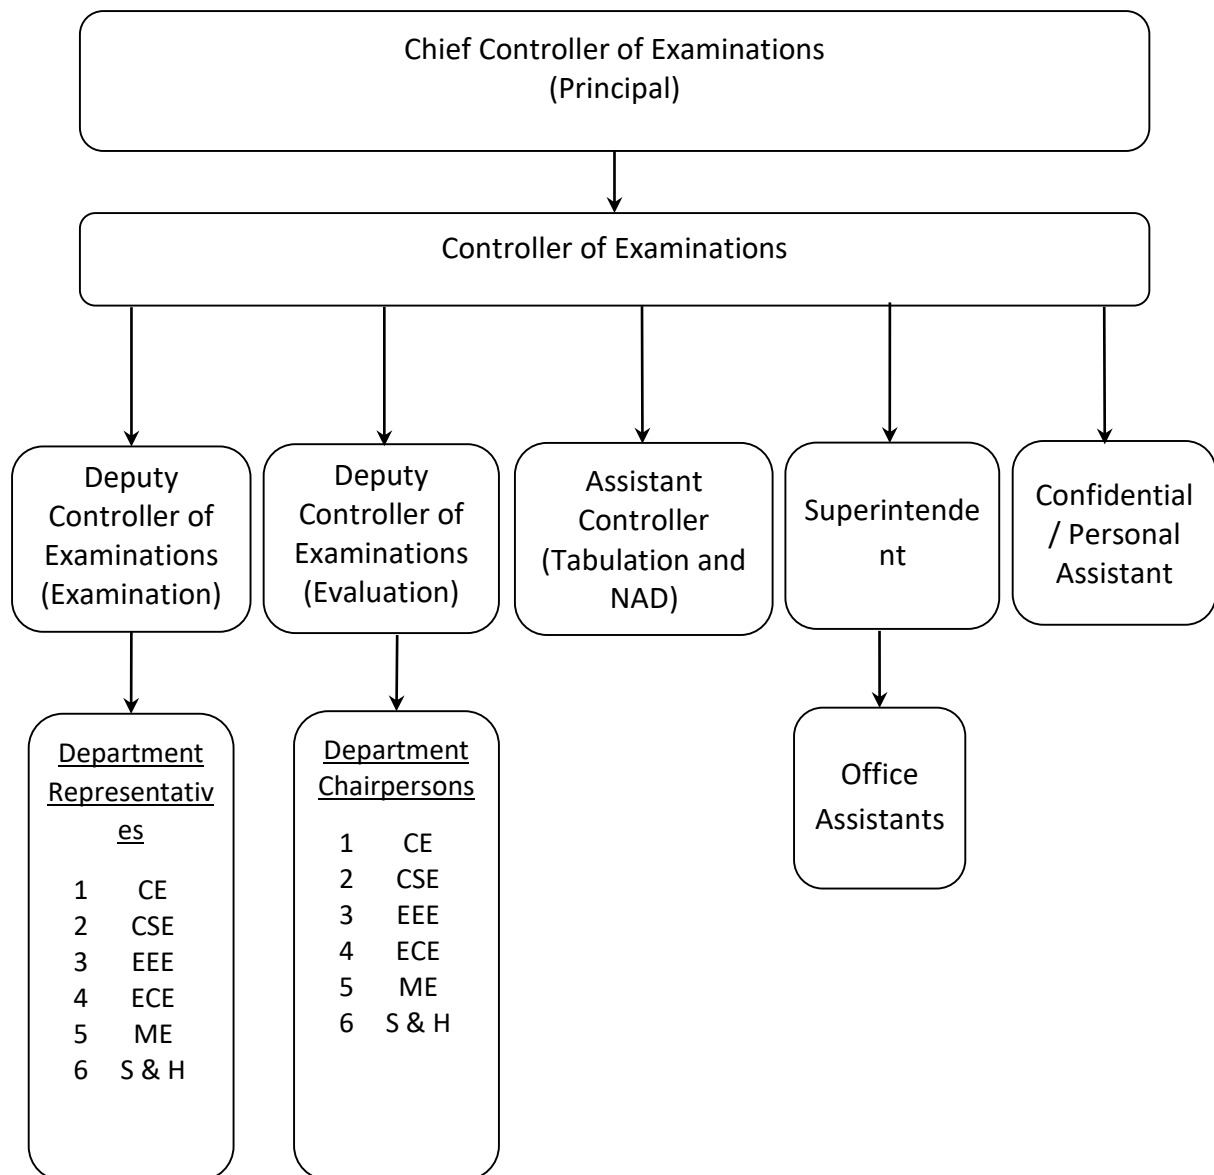 Chief Controller of Examinations
(Principal)
Controller of Examinations
Deputy
Controller of
Examinations
(Examination)
Deputy
Controller of
Examinations
(Evaluation)
Assistant
Controller
(Tabulation and
NAD)
Superintende
nt
Confidential
/ Personal
Assistant
Department
Representativ
es
1 CE
2 CSE
3 EEE
4 ECE
5 ME
6 S & H
Department
Chairpersons
1 CE
2 CSE
3 EEE
4 ECE
5 ME
6 S & H
Office
Assistants